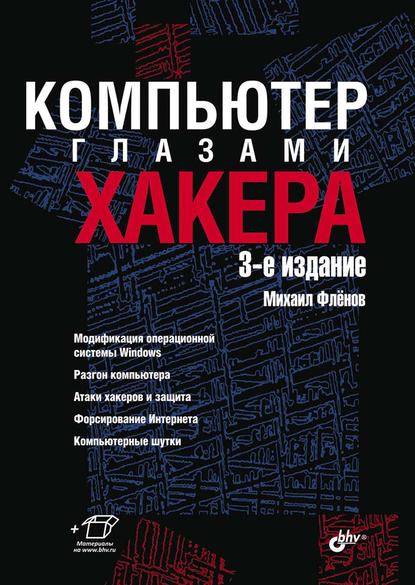 КОМПЬЮТЕР
ГЛАЗАМИ
ХАКЕРА
3-е издание
Михаил Флёнов
Модификация операционной
системы Windows
Разгон компьютера
Атаки хакеров и защита
Форсирование Интернета
Компьютерные шутки
+
Материалы
на www.bhv.ru
bhv®